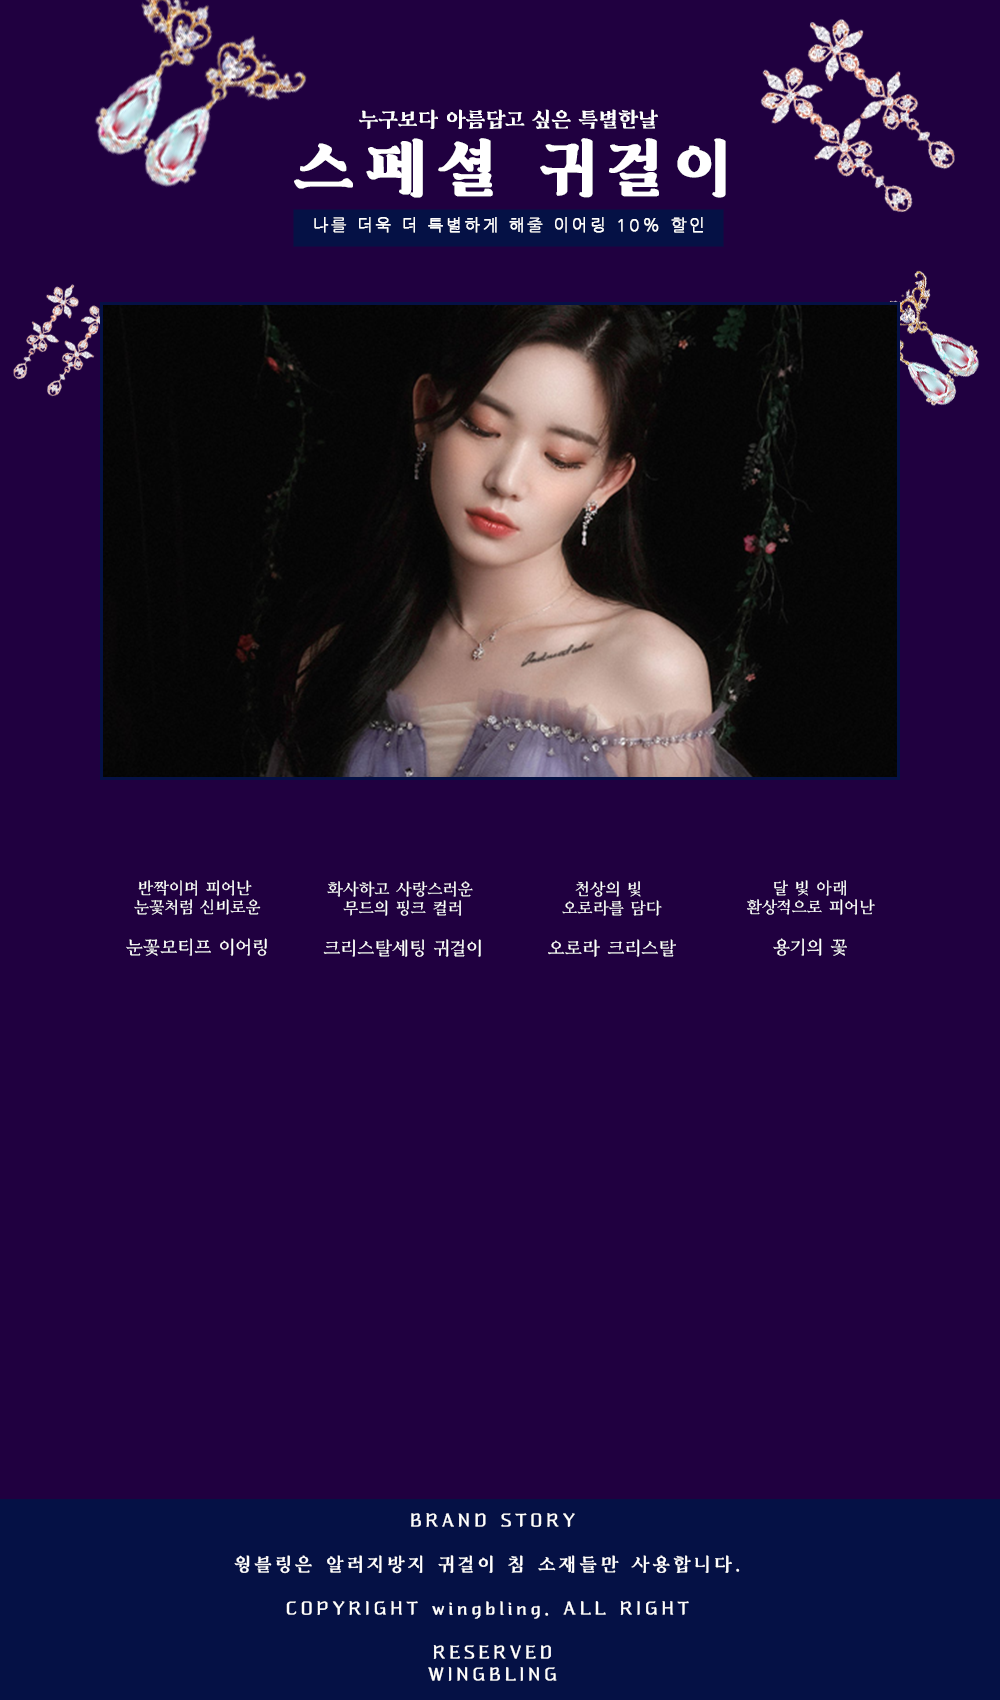 누구보다 아름답고 싶은 특별한날
스페셜 귀걸이
나를 더욱 더 특별하게 해줄 이어링 10% 할인
반짝이며 피어난
눈꽃처럼 신비로운
눈꽃모티프 이어링
화사하고 사랑스러운
무드의 핑크 컬러
크리스탈세팅 귀걸이
천상의 빛
오로라를 담다
오로라 크리스탈
달 빛 아래
환상적으로 피어난
용기의 꽃
BRAND STORY
윙블링은 알러지방지 귀걸이 침 소재들만 사용합니다.
COPYRIGHT wingbling. ALL RIGHT
RESERVED
WINGBLING